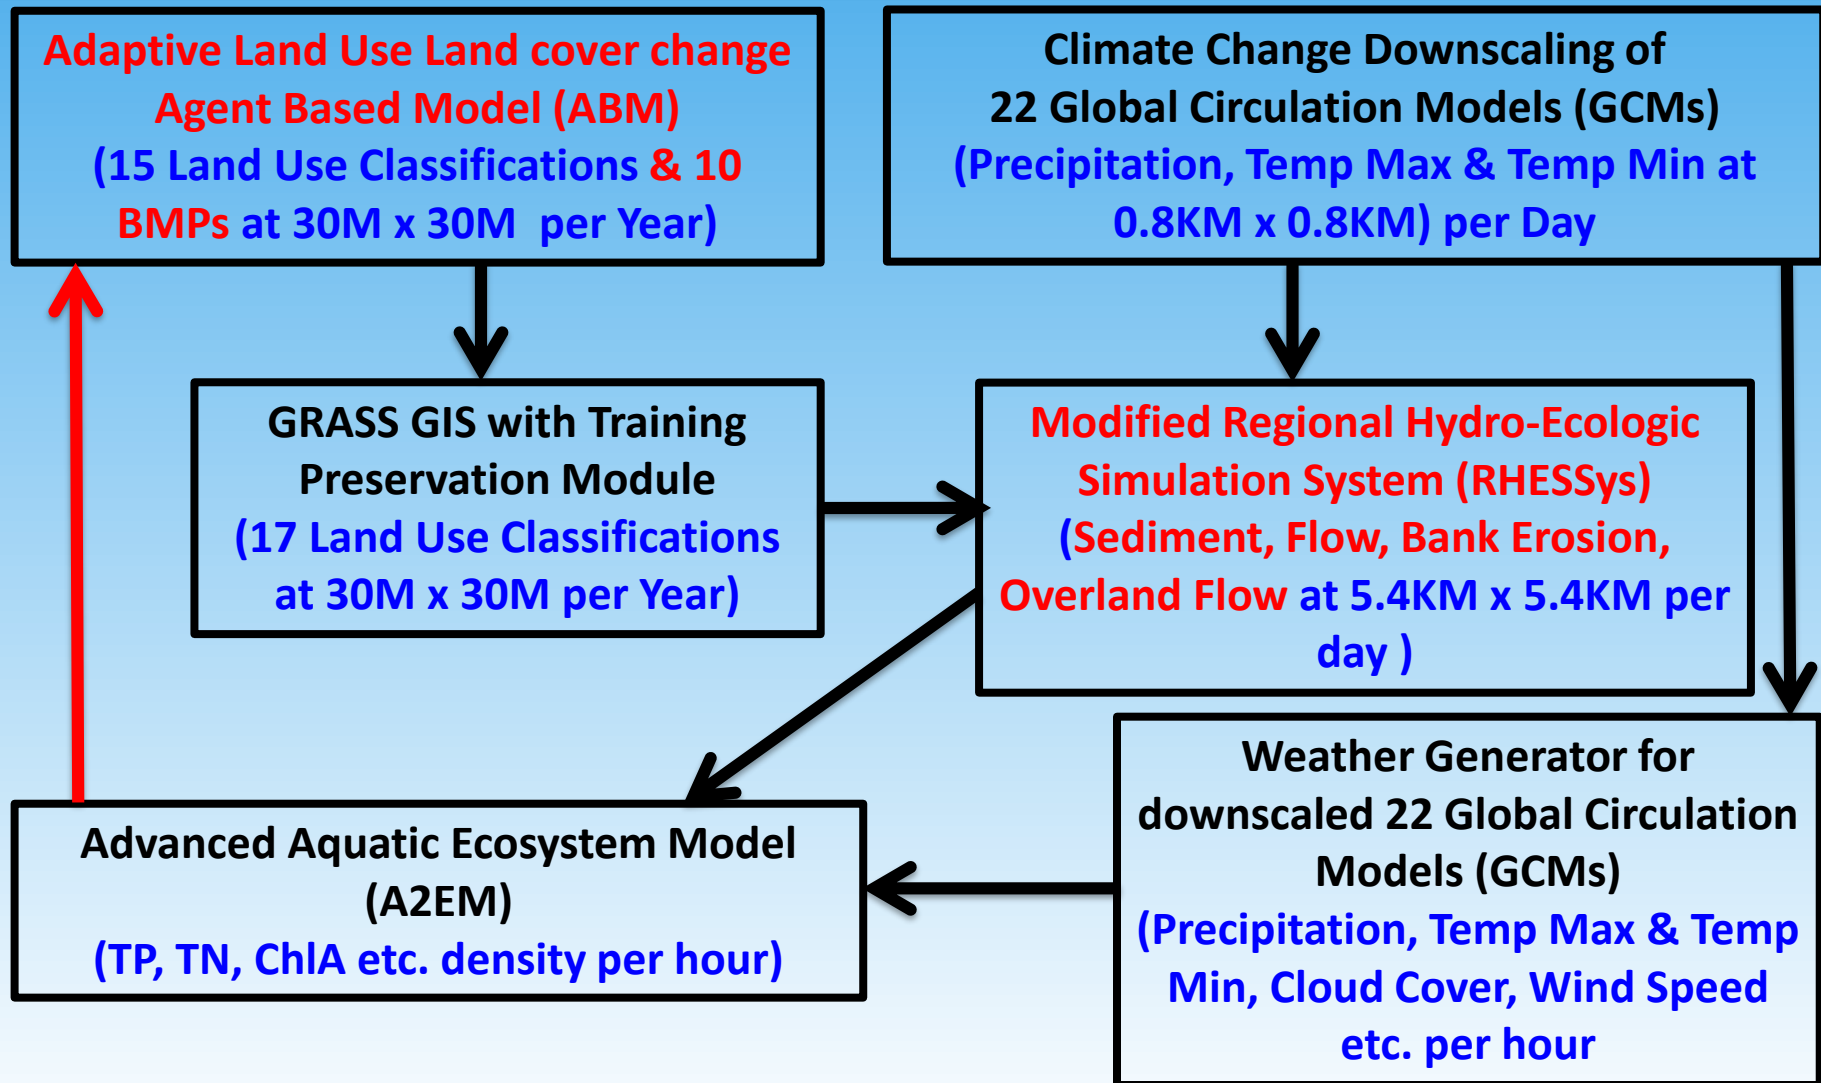 Adaptive Land Use Land cover change
Agent Based Model (ABM)
(15 Land Use Classifications & 10
BMPs at 30M x 30M per Year)
Climate Change Downscaling of
22 Global Circulation Models (GCMs)
(Precipitation, Temp Max & Temp Min at
0.8KM x 0.8KM) per Day
GRASS GIS with Training
Preservation Module
(17 Land Use Classifications
at 30M x 30M per Year)
Modified Regional Hydro-Ecologic
Simulation System (RHESSys)
(Sediment, Flow, Bank Erosion,
Overland Flow at 5.4KM x 5.4KM per
day )
Advanced Aquatic Ecosystem Model
(A2EM)
(TP, TN, ChlA etc. density per hour)
Weather Generator for
downscaled 22 Global Circulation
Models (GCMs)
(Precipitation, Temp Max & Temp
Min, Cloud Cover, Wind Speed
etc. per hour